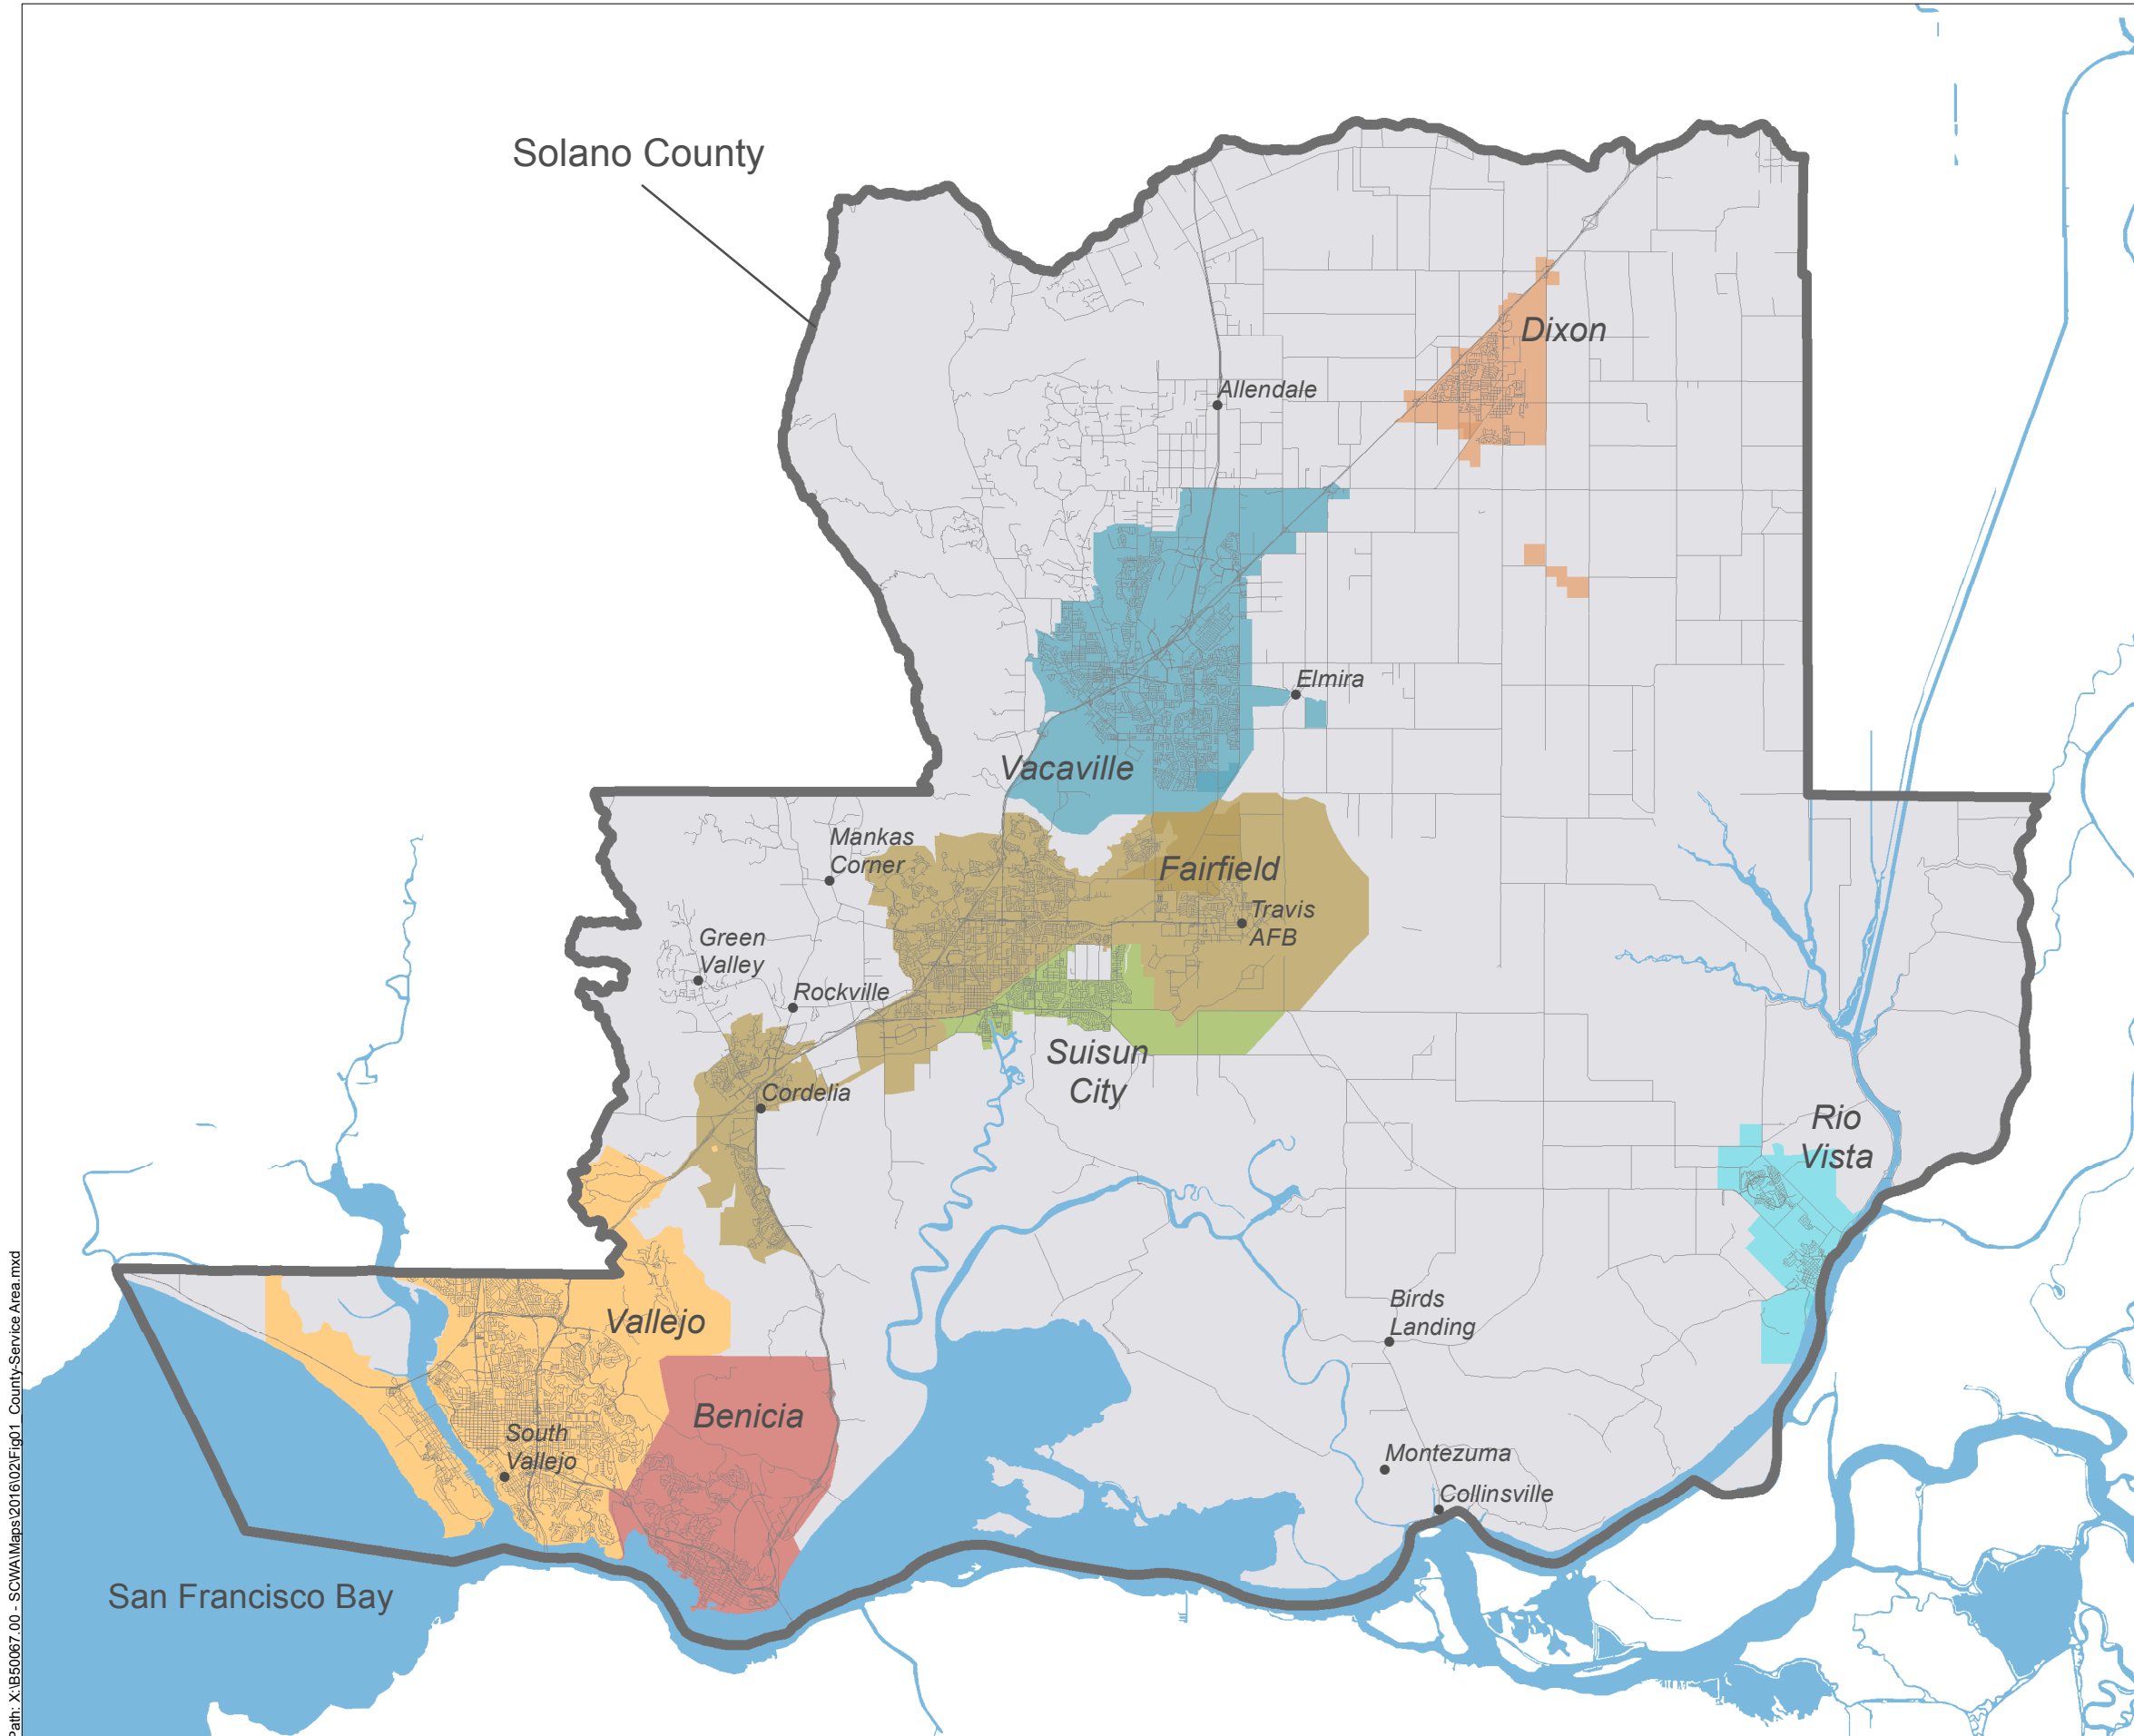 Solano County
Dixon
Allendale
Elmira
Vacaville
Mankas
Corner
Fairfield
Travis
AFB
Green
Valley
Rockville
Suisun
City
Cordelia
Rio
Vista
Birds
Landing
Vallejo
Benicia
South
Vallejo
Montezuma
Collinsville
San Francisco Bay
Path: X:\B50067.00 - SCWA\Maps\2016\02\Fig01_County-Service Area.mxd